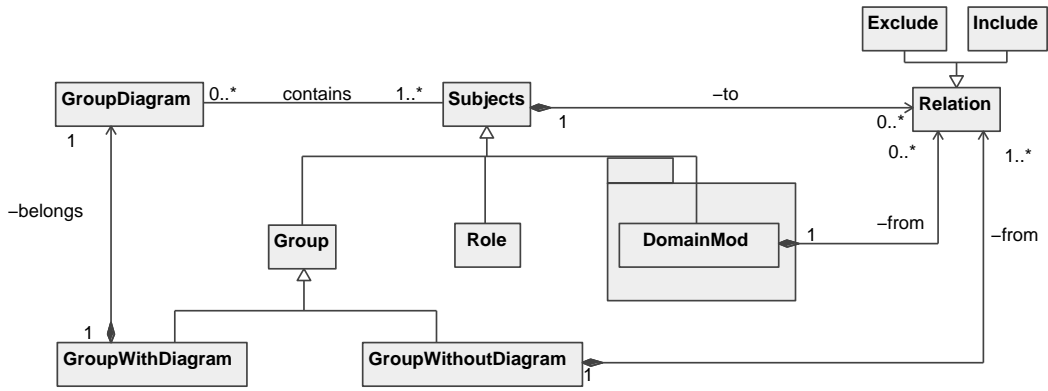 Exclude
Include
GroupDiagram
0..*
contains
1..*
Subjects
1
–to
0..*
Relation
1
0..*
1..*
–belongs
Group
Role
DomainMod
1
–from
–from
1
GroupWithDiagram
GroupWithoutDiagram
1